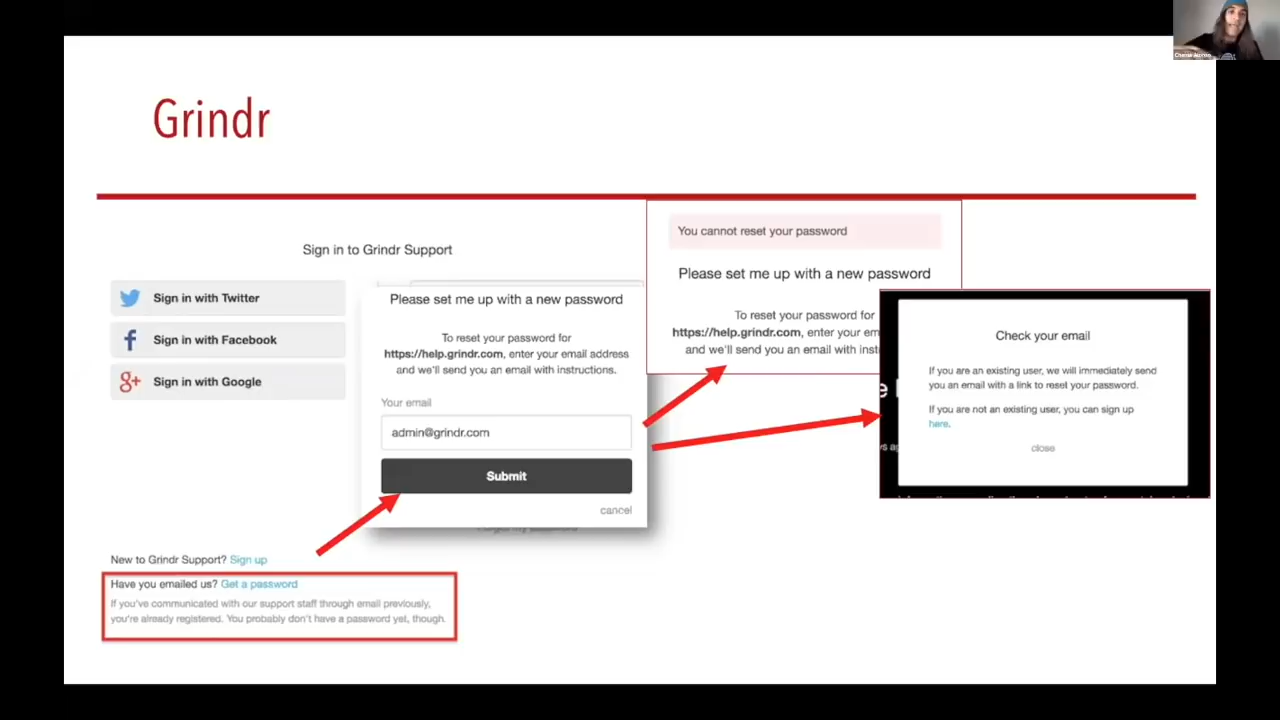 Grindr
Sign in to Grindr Support
Sign in with Twitter
Sign in with Facebook
Sign in with Google
New to Grindr Support? Sign up
Have you emailed us? Get a password
If you've communicated with our support staff through email previously,
you're already registered. You probably don't have a password yet, though.
Please set me up with a new password
To reset your password for
https://help.grindr.com, enter your email address
and we'll send you an email with instructions.
Your email
admin@grindr.com
Submit
cancel
You cannot reset your password
Please set me up with a new password
To reset your password for
https://help.grindr.com, enter your em
and we'll send you an email with instru
Check your email
If you are an existing user, we will immediately send
you an email with a link to reset your password.
If you are not an existing user, you can sign up
here.
close